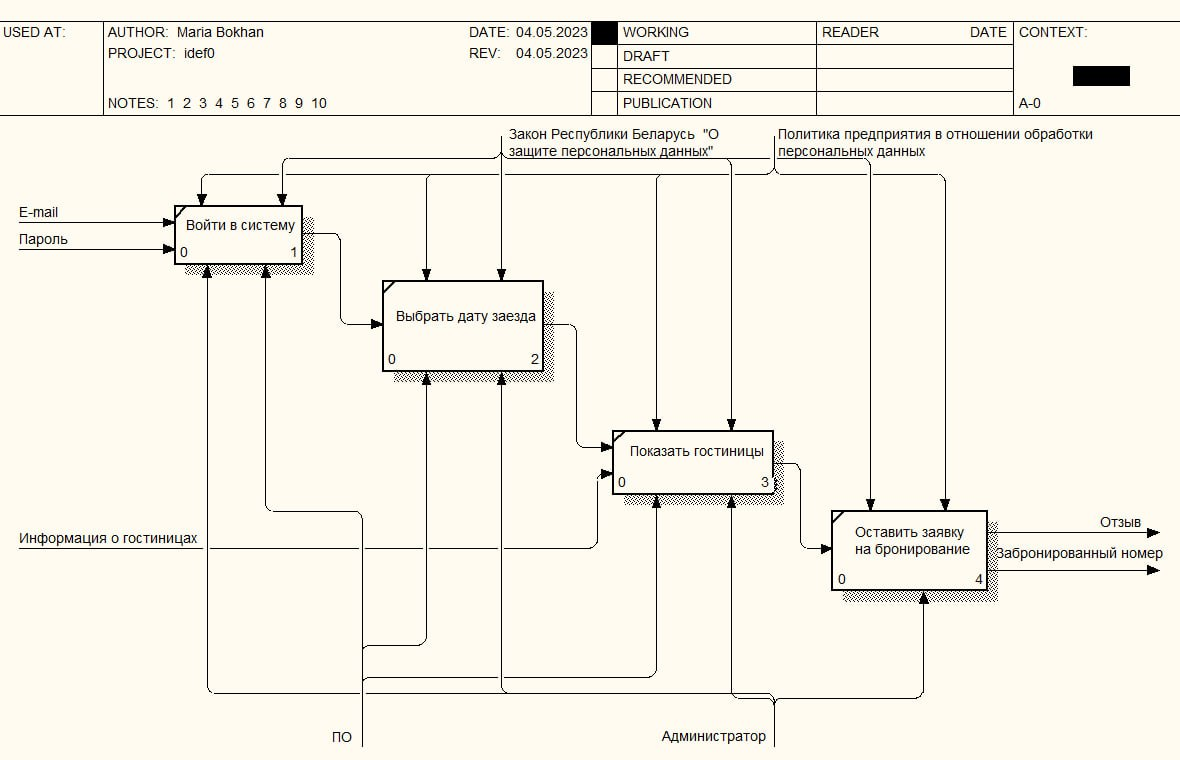 USED AT:
AUTHOR: Maria Bokhan
DATE: 04.05.2023
WORKING
READER
DATE
CONTEXT:
PROJECT: idef0
REV: 04.05.2023
DRAFT
RECOMMENDED
NOTES: 1 2 3 4 5 6 7 8 9 10
PUBLICATION
A-0
Закон Республики Беларусь "О
защите персональных данных"
Политика предприятия в отношении обработки
персональных данных
E-mail
Пароль
Войти в систему
0
1
Выбрать дату заезда
0
2
Показать гостиницы
0
3
Информация о гостиницах
Оставить заявку
на бронирование
0
4
Отзыв
Забронированный номер
ПО
Администратор